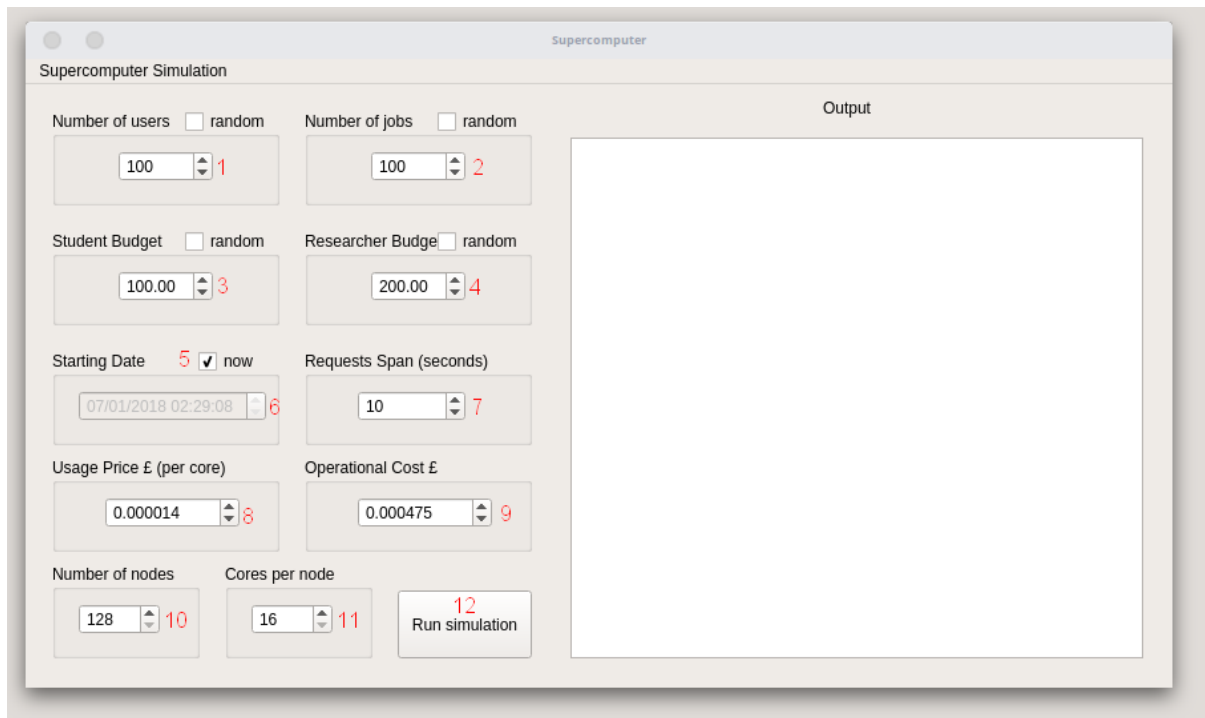 Supercomputer
Supercomputer Simulation
Output
Number of users random
Number of jobs random
100 1
100 2
Student Budget random
Researcher Budge random
100.00 3
200.00 4
Starting Date 5 now
Requests Span (seconds)
07/01/2018 02:29:08 6
10 7
Usage Price £ (per core)
Operational Cost £
0.000014 8
0.000475 9
Number of nodes
Cores per node
128 10
16 11
12
Run simulation